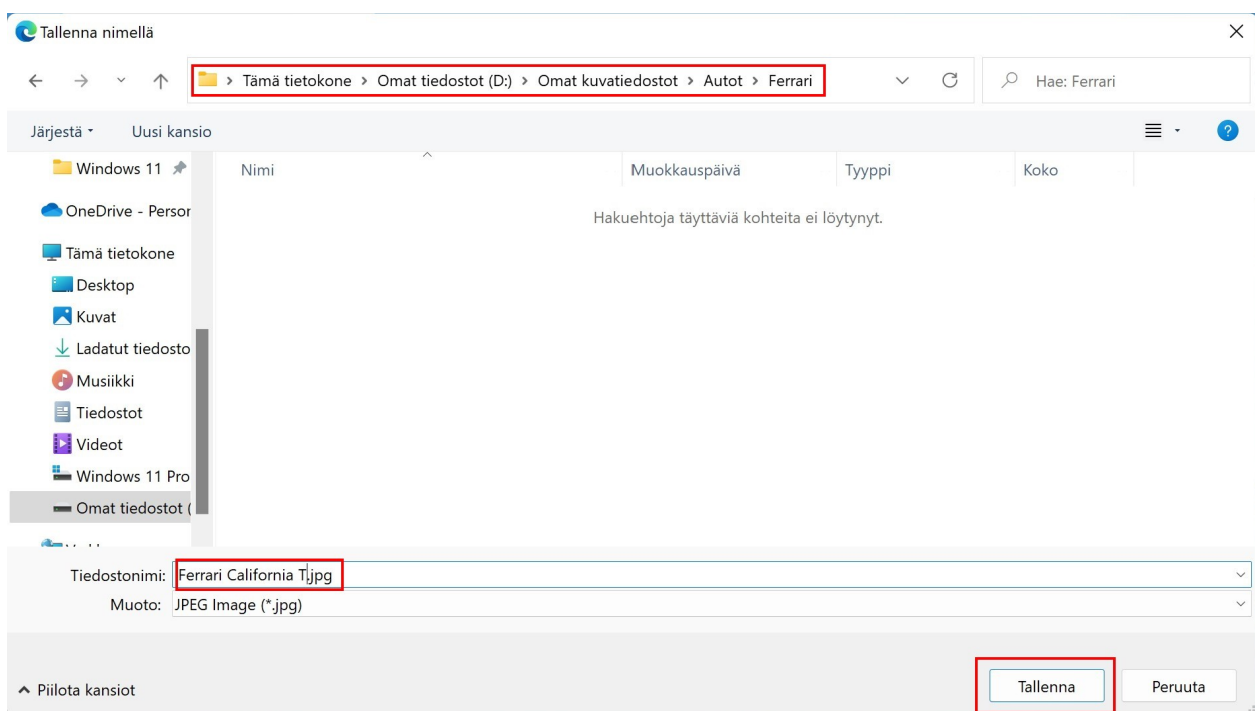 Tallenna nimellä
Tämä tietokone > Omat tiedostot (D:) > Omat kuvatiedostot > Autot > Ferrari
Hae: Ferrari
Järjestä
Uusi kansio
Nimi
Muokkauspäivä
Tyyppi
Koko
Hakuehtoja täyttäviä kohteita ei löytynyt.
Windows 11
OneDrive - Person
Tämä tietokone
Desktop
Kuvat
Ladatut tiedosto
Musiikki
Tiedostot
Videot
Windows 11 Pro
Omat tiedostot (
Tiedostonimi: Ferrari California T.jpg
Muoto: JPEG Image (*.jpg)
Piilota kansiot
Tallenna
Peruuta